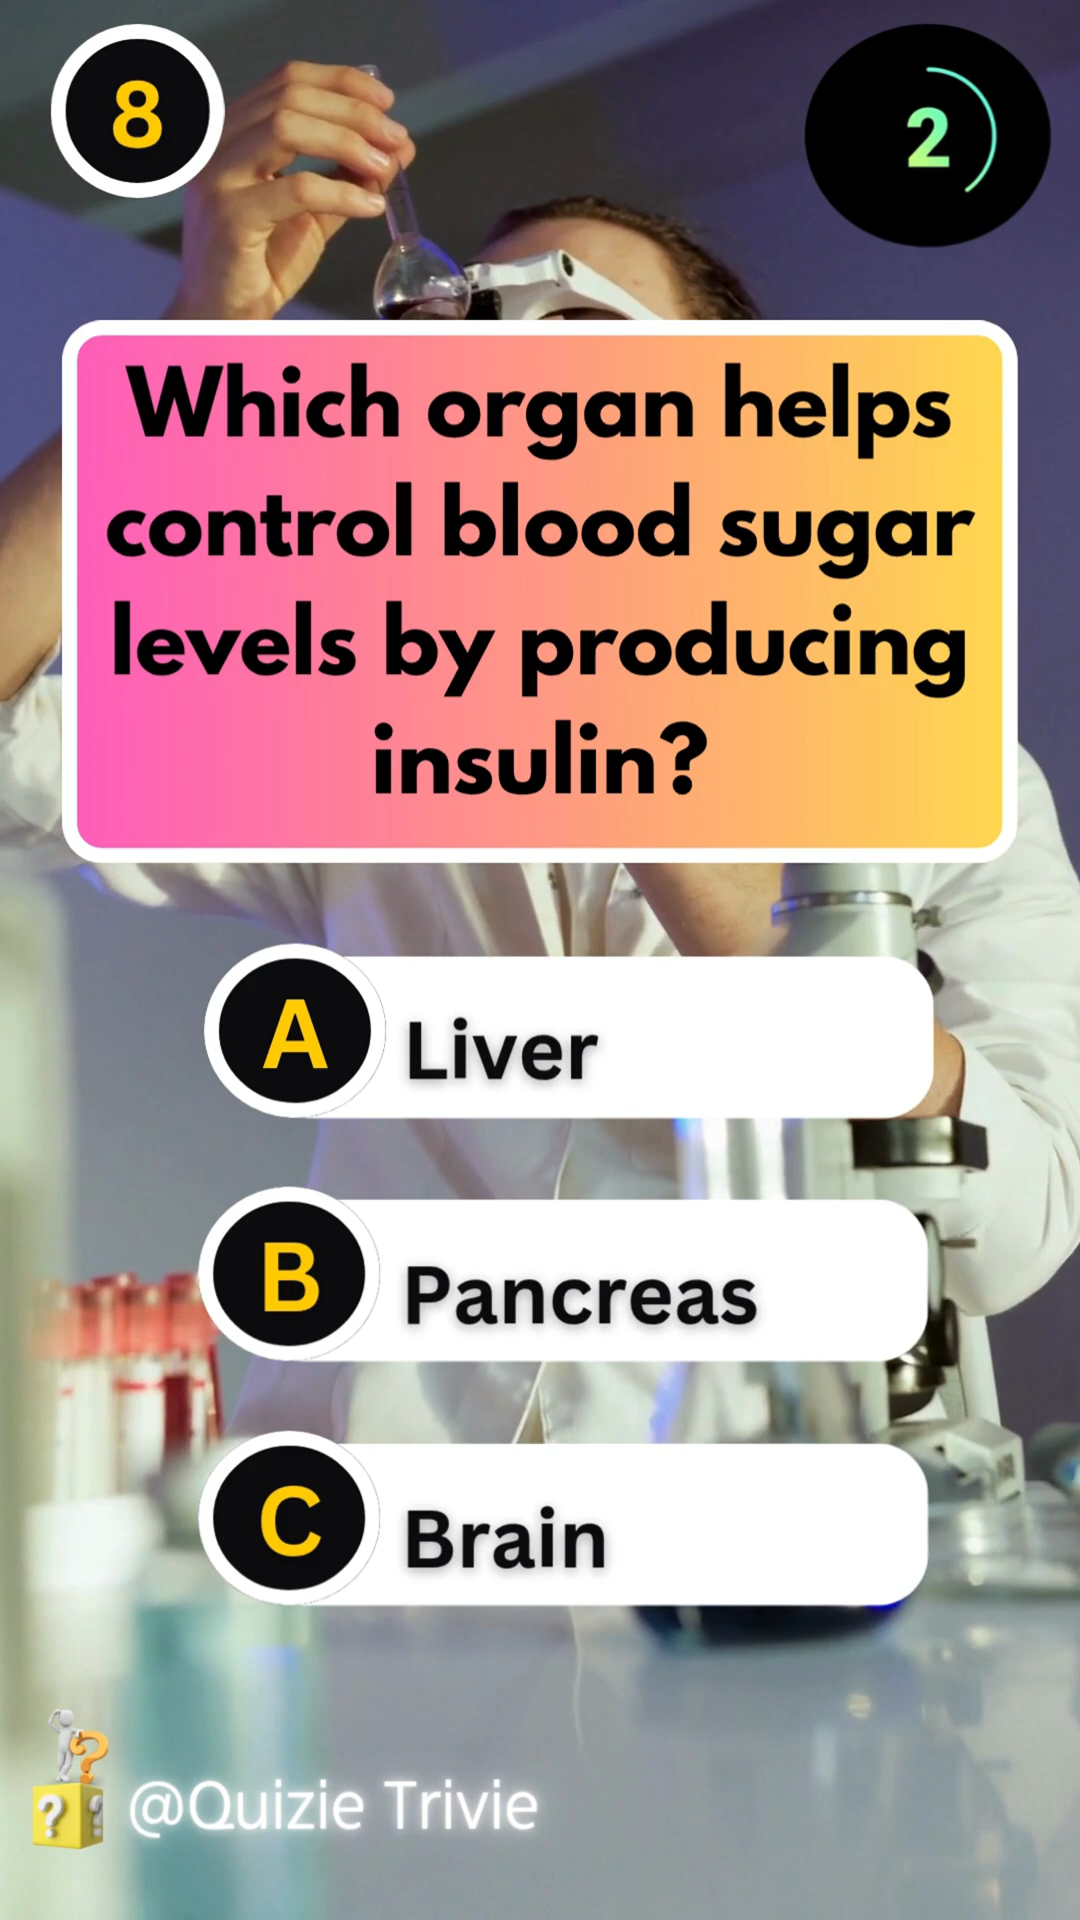 8
2
Which organ helps
control blood sugar
levels by producing
insulin?
A Liver
B Pancreas
C Brain
? ?
?
@Quizie Trivie